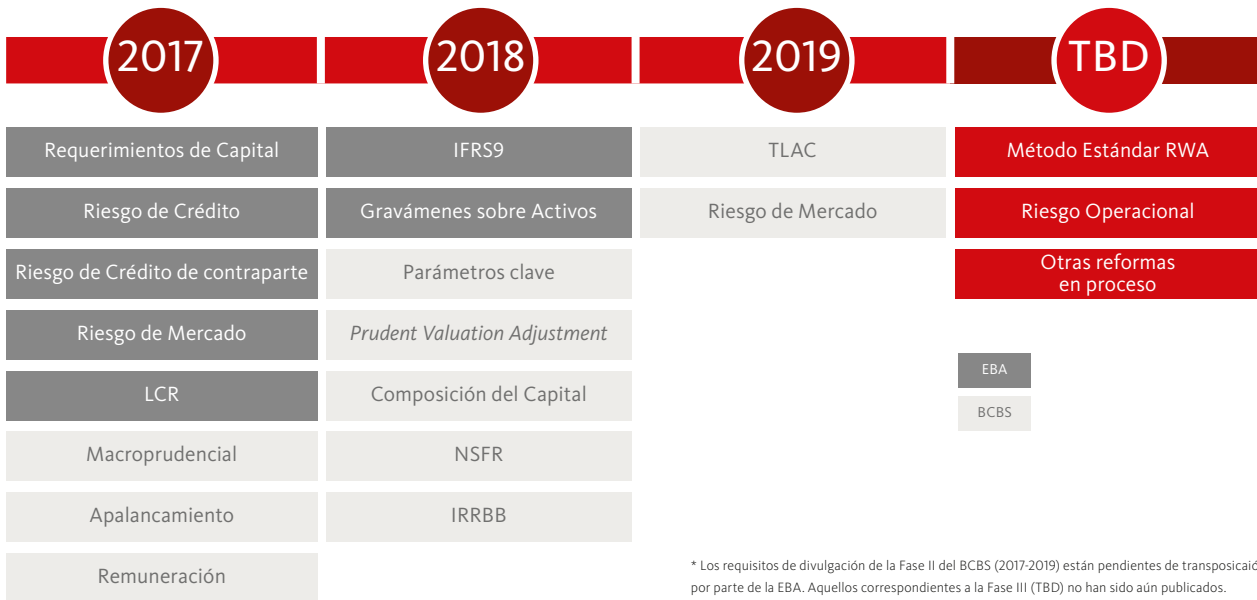 2017
2018
2019
TBD
Requerimientos de Capital
Riesgo de Crédito
Riesgo de Crédito de contraparte
Riesgo de Mercado
LCR
Macroprudencial
Apalancamiento
Remuneración
IFRS9
Gravámenes sobre Activos
Parámetros clave
Prudent Valuation Adjustment
Composición del Capital
NSFR
IRRBB
TLAC
Riesgo de Mercado
Método Estándar RWA
Riesgo Operacional
Otras reformas
en proceso
EBA
BCBS
* Los requisitos de divulgación de la Fase II del BCBS (2017-2019) están pendientes de transposicaió
por parte de la EBA. Aquellos correspondientes a la Fase III (TBD) no han sido aún publicados.